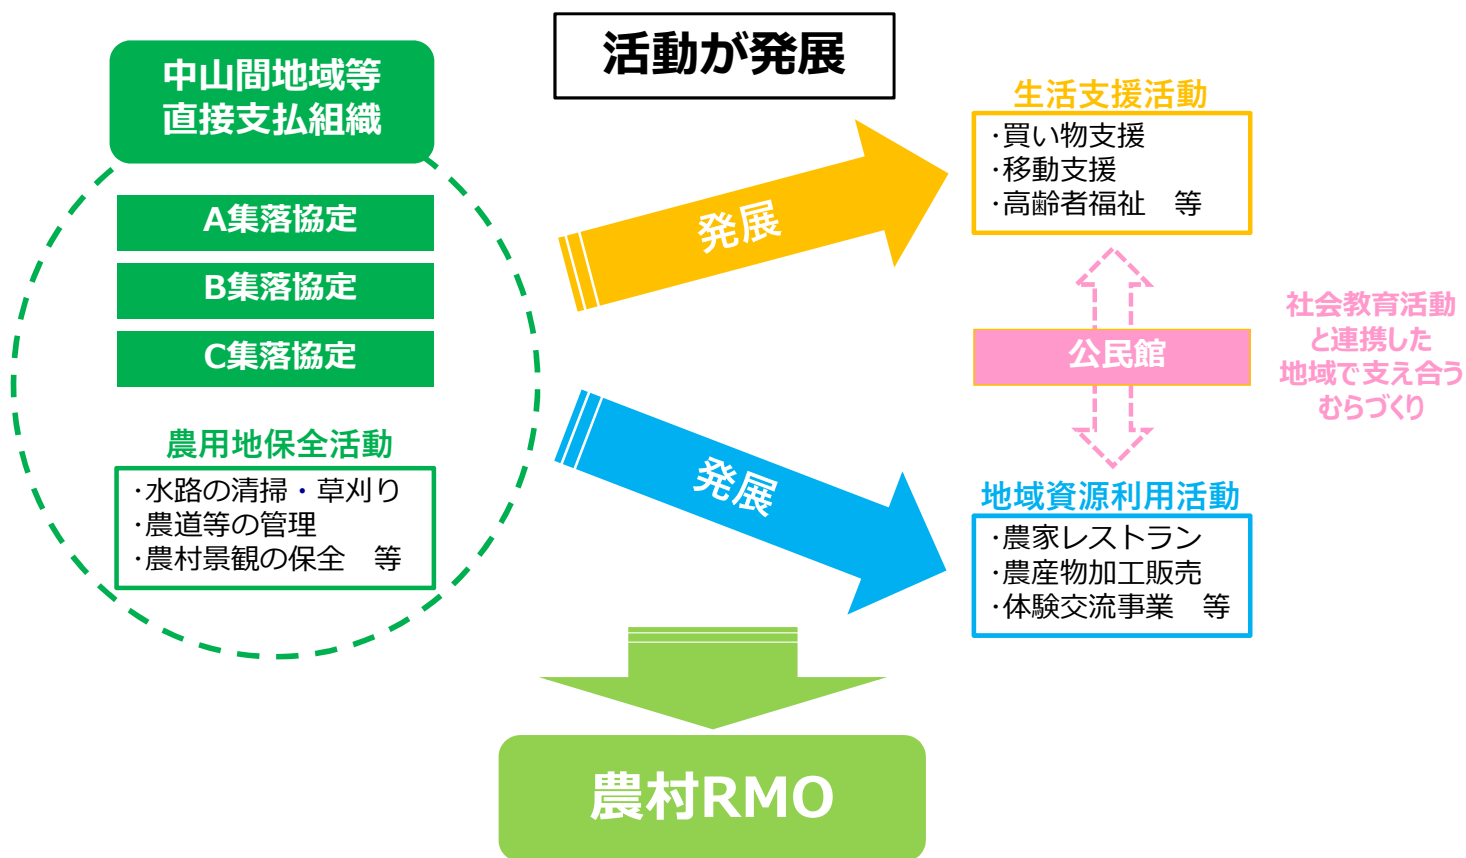 活動が発展
中山間地域等
直接支払組織
A集落協定
B集落協定
C集落協定
農用地保全活動
・水路の清掃・草刈り
・農道等の管理
・農村景観の保全　等
発展
発展
生活支援活動
・買い物支援
・移動支援
・高齢者福祉　等
公民館
社会教育活動
と連携した
地域で支え合う
むらづくり
地域資源利用活動
・農家レストラン
・農産物加工販売
・体験交流事業　等
農村RMO